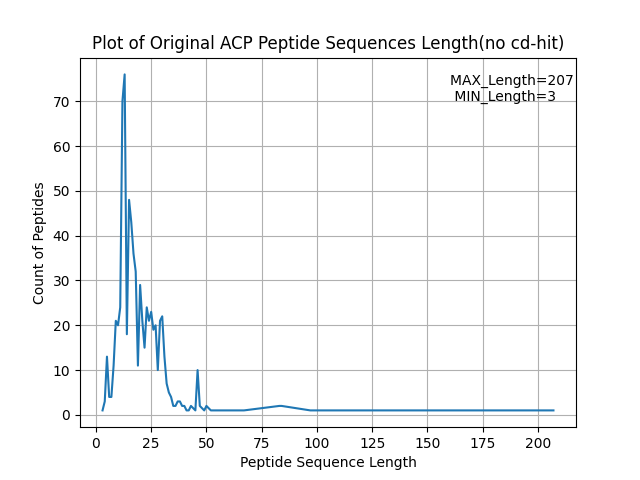 Plot of Original ACP Peptide Sequences Length(no cd-hit)
MAX_Length=207
MIN_Length=3
70
60
50
40
30
20
10
0
Count of Peptides
0 25 50 75 100 125 150 175 200
Peptide Sequence Length